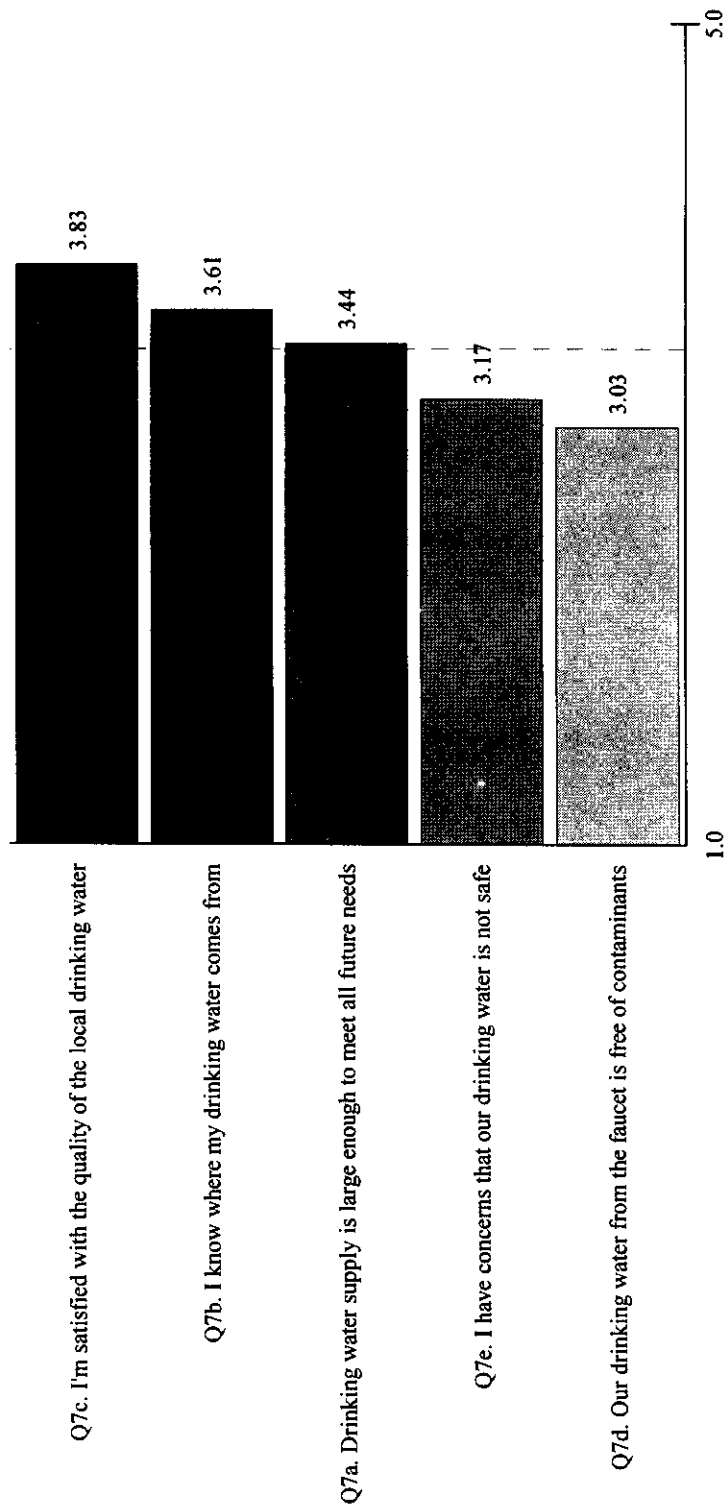 Q7c. I'm satisfied with the quality of the local drinking water
3.83
Q7b. I know where my drinking water comes from
3.61
Q7a. Drinking water supply is large enough to meet all future needs
3.44
Q7e. I have concerns that our drinking water is not safe
3.17
Q7d. Our drinking water from the faucet is free of contaminants
3.03
1.0
5.0